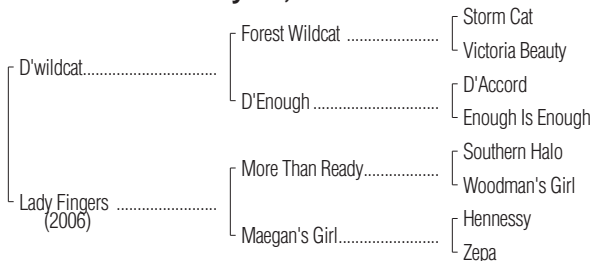 Storm Cat
Forest Wildcat ..................
Victoria Beauty
D'wildcat..........................
D'Accord
D'Enough .........................
Enough Is Enough
Southern Halo
More Than Ready...............
Woodman's Girl
Lady Fingers ...................
(2006)
Hennessy
Maegan's Girl....................
Zepa